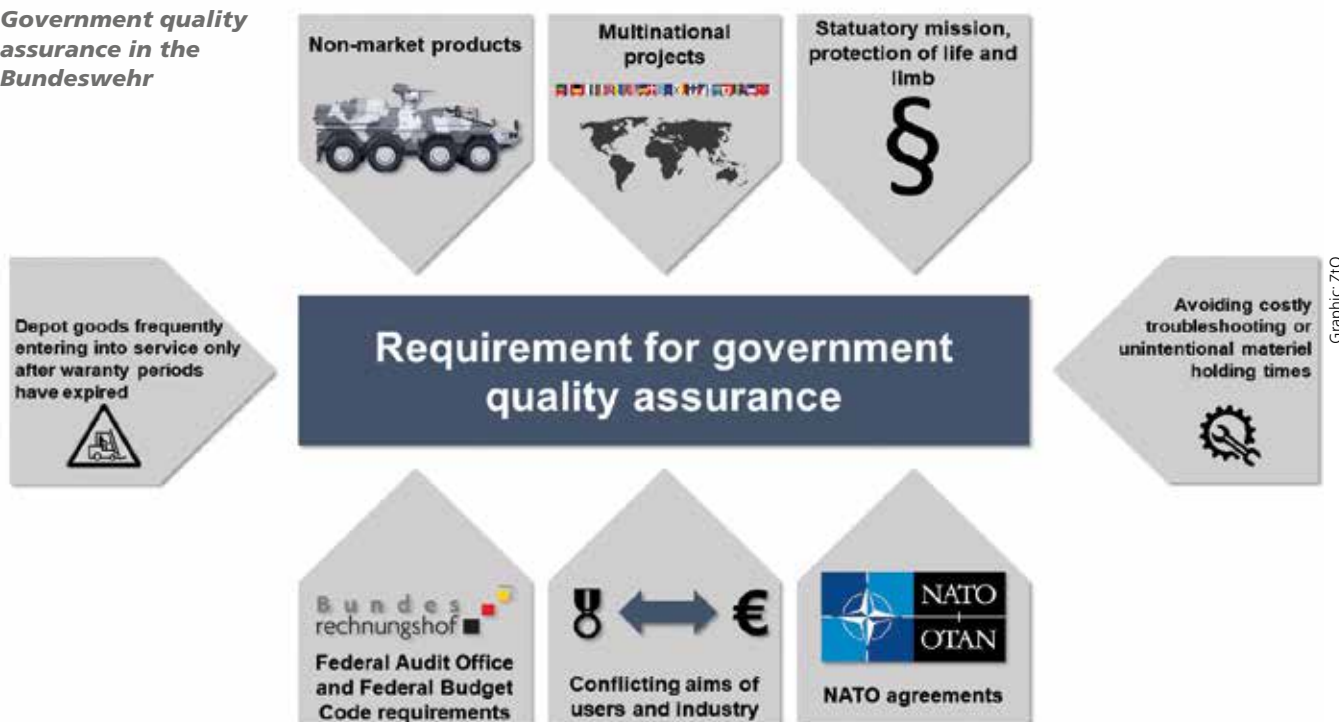 Government quality
assurance in the
Bundeswehr
Non-market products
Multinational
projects
Statuatory mission,
protection of life and
limb
§
Depot goods frequently
entering into service only
after waranty periods
have expired
Requirement for government
quality assurance
Avoiding costly
troubleshooting or
unintentional materiel
holding times
Graphic: ZtQ
Bundes
rechnungshof
Federal Audit Office
and Federal Budget
Code requirements
€
Conflicting aims of
users and industry
NATO
OTAN
NATO agreements